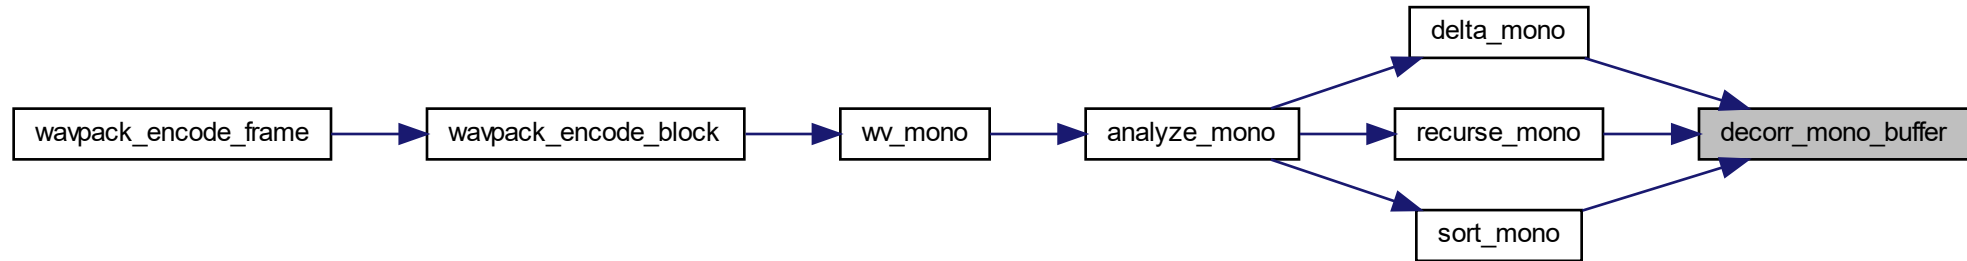 delta_mono
wavpack_encode_frame
wavpack_encode_block
wv_mono
analyze_mono
recurse_mono
decorr_mono_buffer
sort_mono